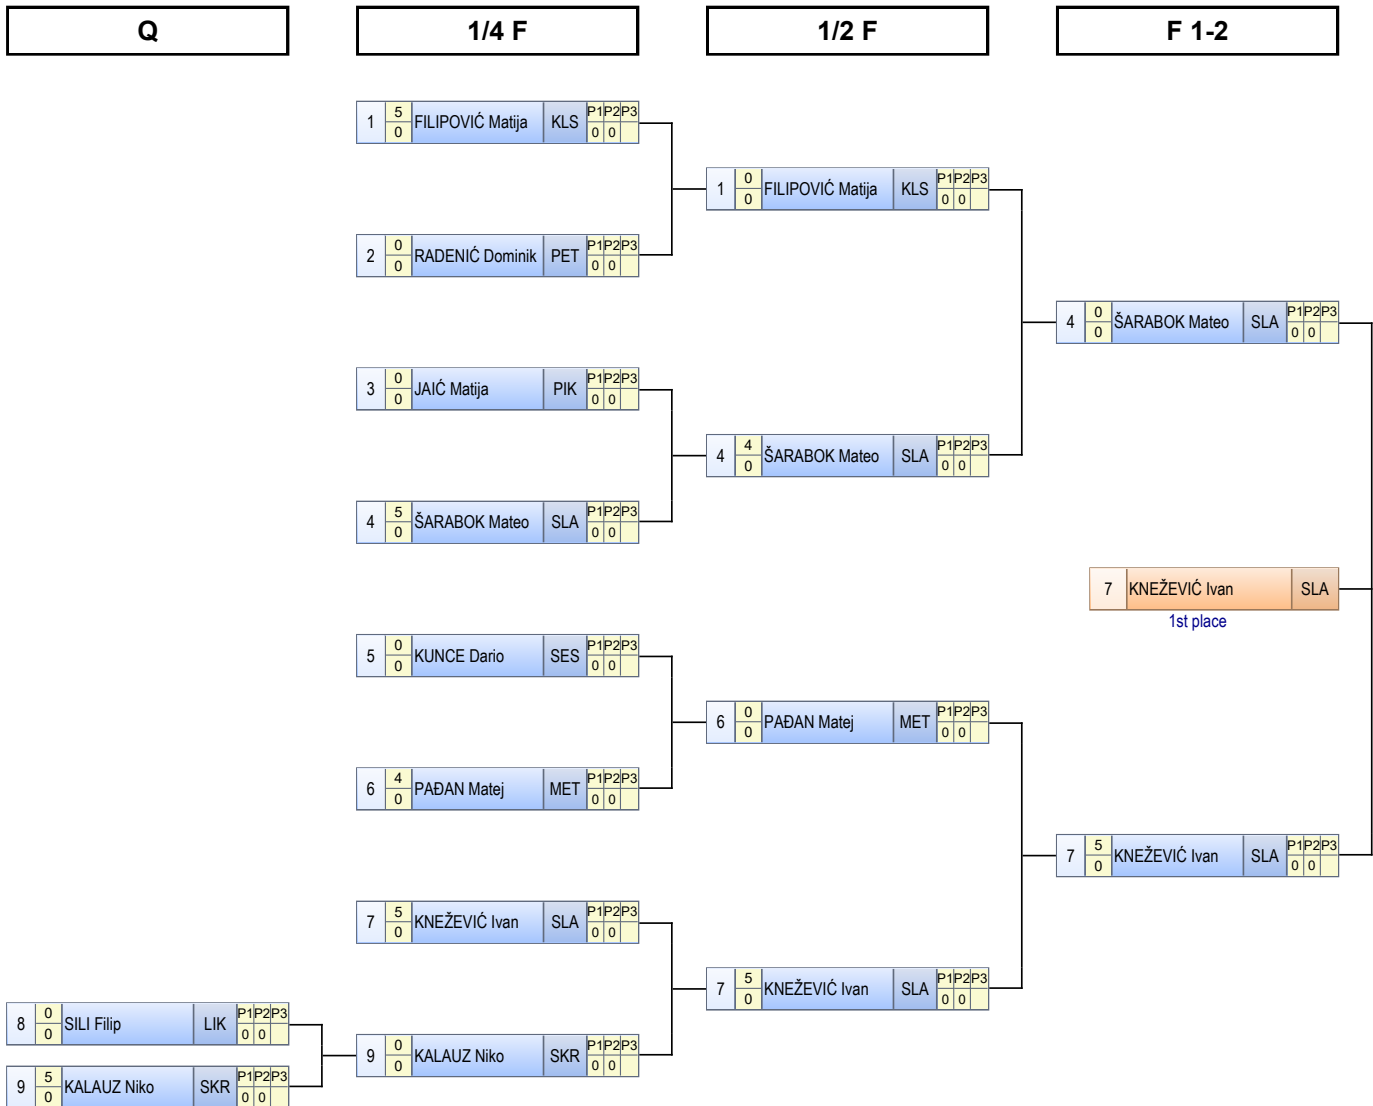 Q 1/4 F 1/2 F F 1-2
1 5 0 FILIPOVIĆ Matija KLS P1 P2 P3 0 0
1 0 0 FILIPOVIĆ Matija KLS P1 P2 P3 0 0
2 0 0 RADENIĆ Dominik PET P1 P2 P3 0 0
4 0 0 ŠARABOK Mateo SLA P1 P2 P3 0 0
3 0 0 JAIĆ Matija PIK P1 P2 P3 0 0
4 4 0 ŠARABOK Mateo SLA P1 P2 P3 0 0
4 5 0 ŠARABOK Mateo SLA P1 P2 P3 0 0
7 KNEŽEVIĆ Ivan SLA
1st place
5 0 0 KUNCE Dario SES P1 P2 P3 0 0
6 0 0 PAĐAN Matej MET P1 P2 P3 0 0
6 4 0 PAĐAN Matej MET P1 P2 P3 0 0
7 5 0 KNEŽEVIĆ Ivan SLA P1 P2 P3 0 0
7 5 0 KNEŽEVIĆ Ivan SLA P1 P2 P3 0 0
7 5 0 KNEŽEVIĆ Ivan SLA P1 P2 P3 0 0
8 0 0 SILI Filip LIK P1 P2 P3 0 0
9 0 0 KALAUZ Niko SKR P1 P2 P3 0 0
9 5 0 KALAUZ Niko SKR P1 P2 P3 0 0